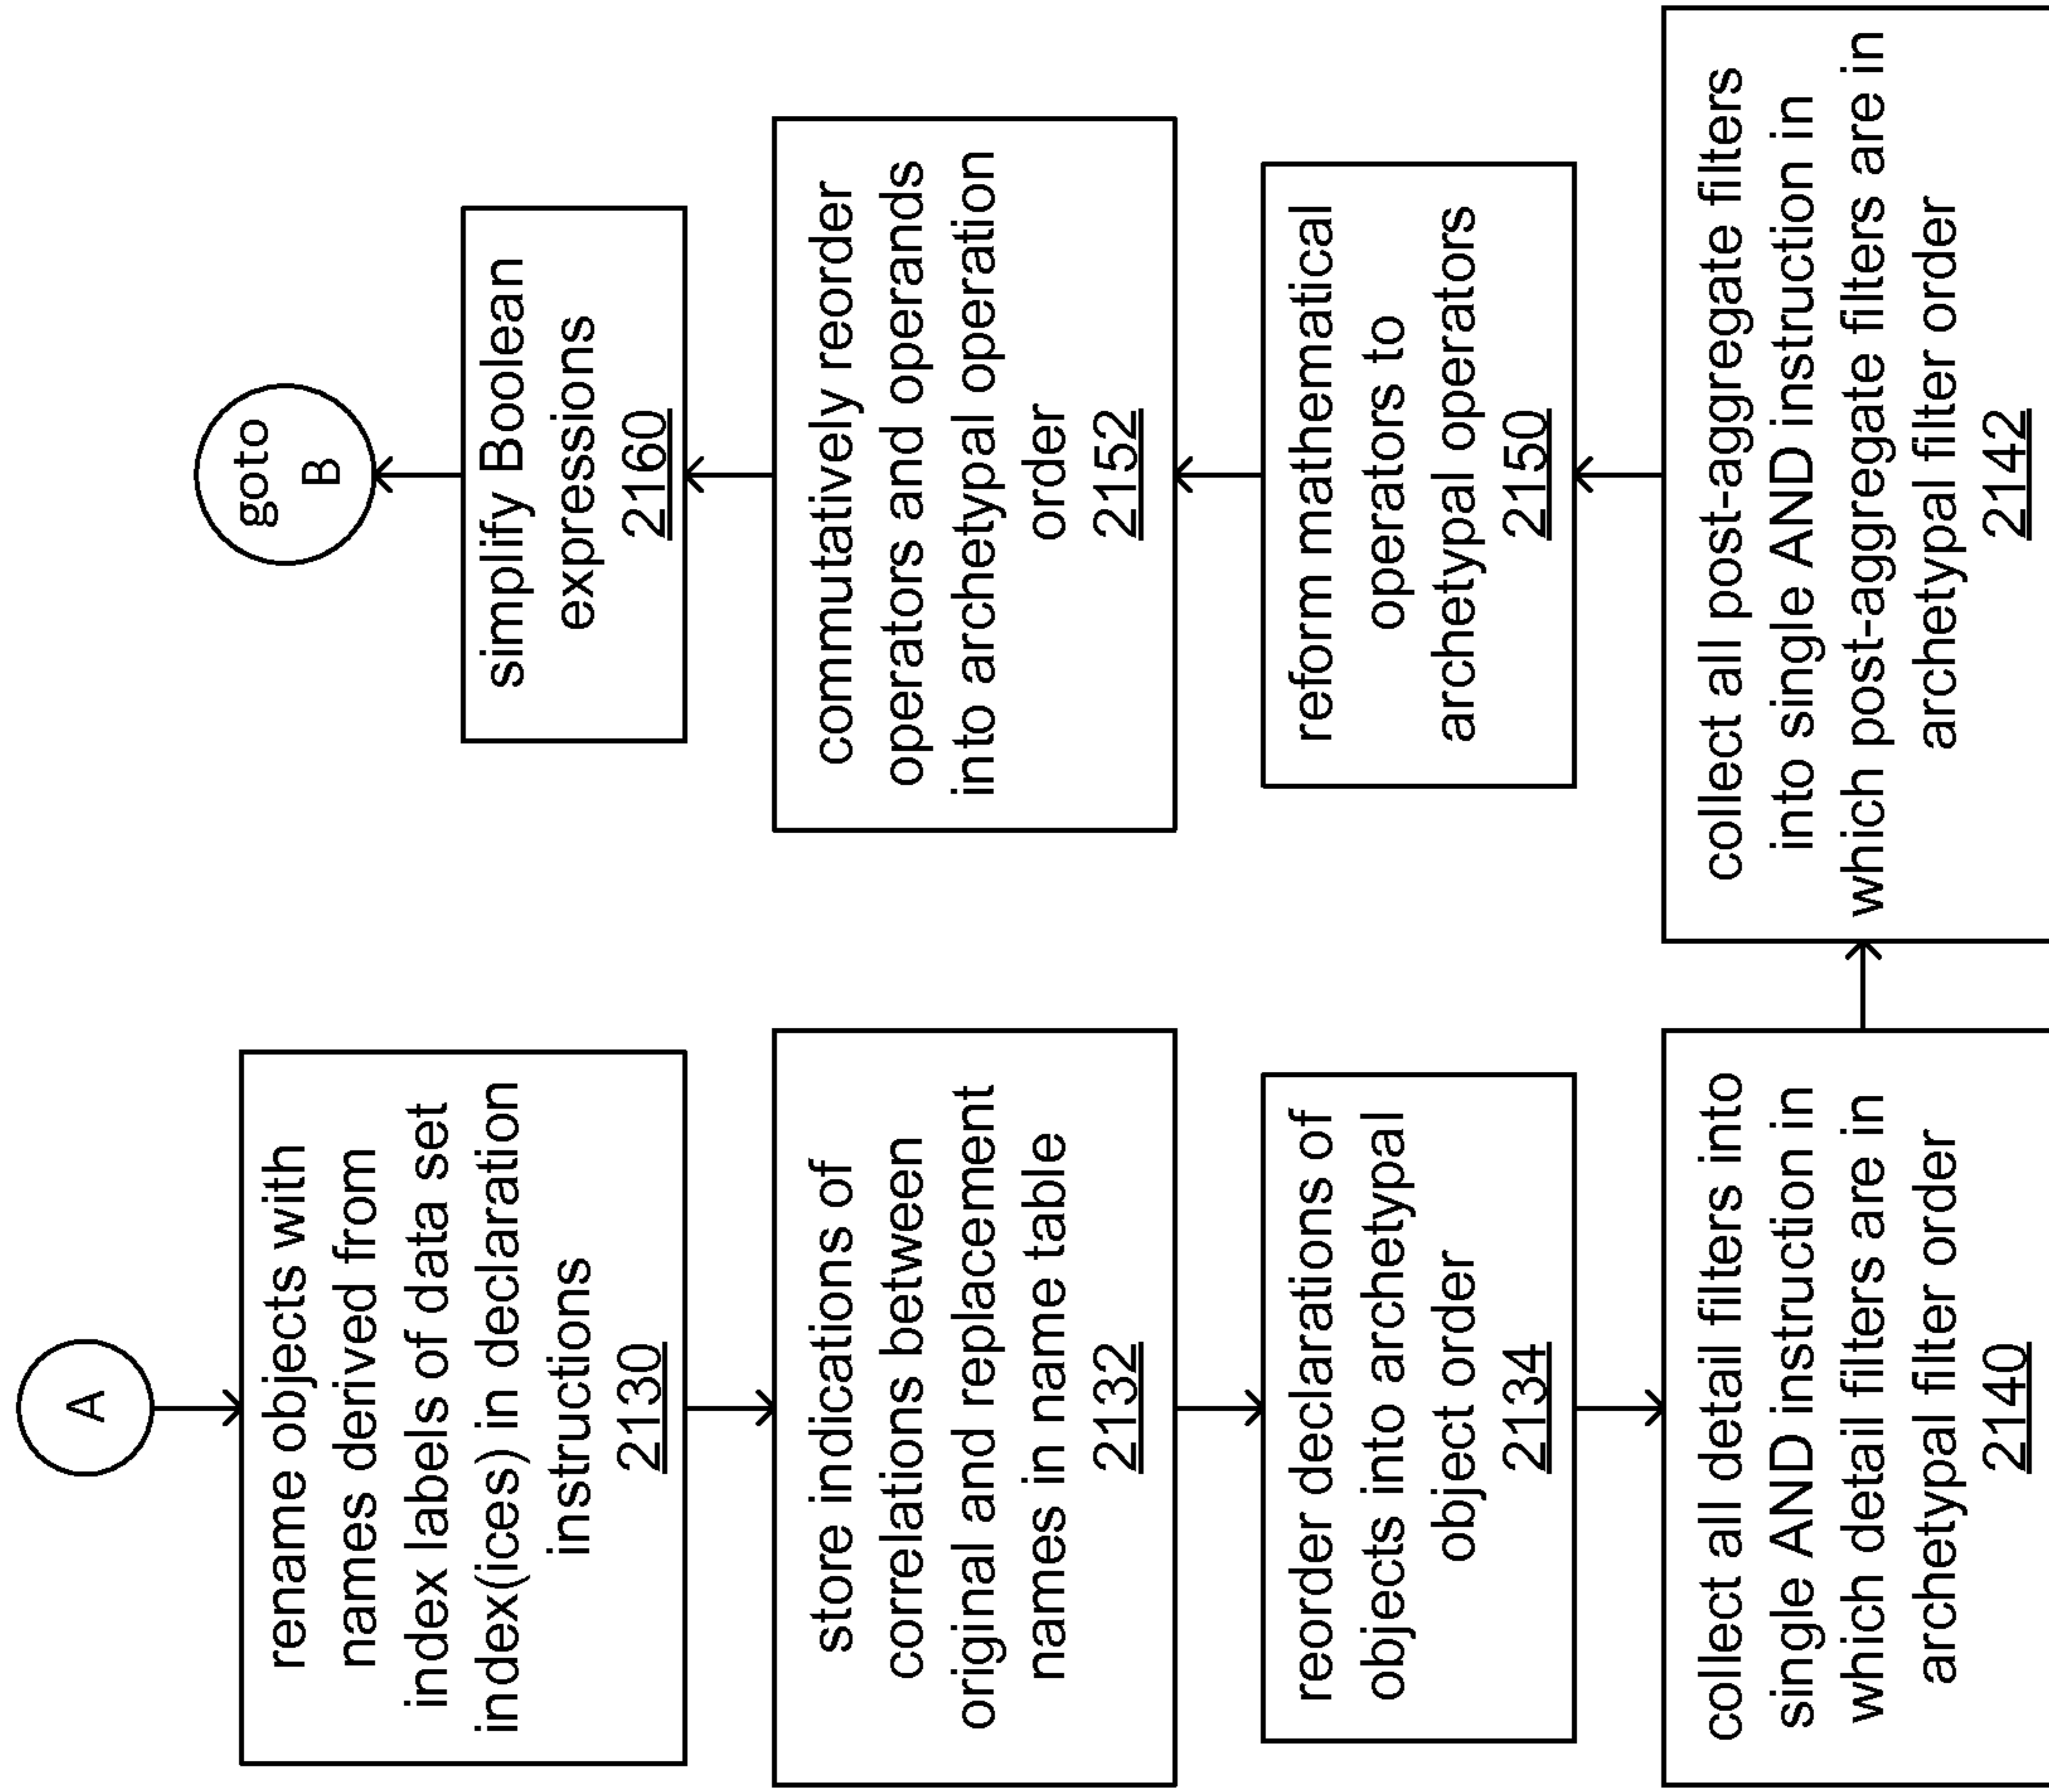 A
rename objects with
names derived from
index labels of data set
index(ices) in declaration
instructions
2130
store indications of
correlations between
original and replacement
names in name table
2132
reorder declarations of
objects into archetypal
object order
2134
collect all detail filters into
single AND instruction in
which detail filters are in
archetypal filter order
2140
collect all post-aggregate filters
into single AND instruction in
which post-aggregate filters are in
archetypal filter order
2142
reform mathematical
operators to
archetypal operators
2150
commutatively reorder
operators and operands
into archetypal operation
order
2152
simplify Boolean
expressions
2160
goto
B